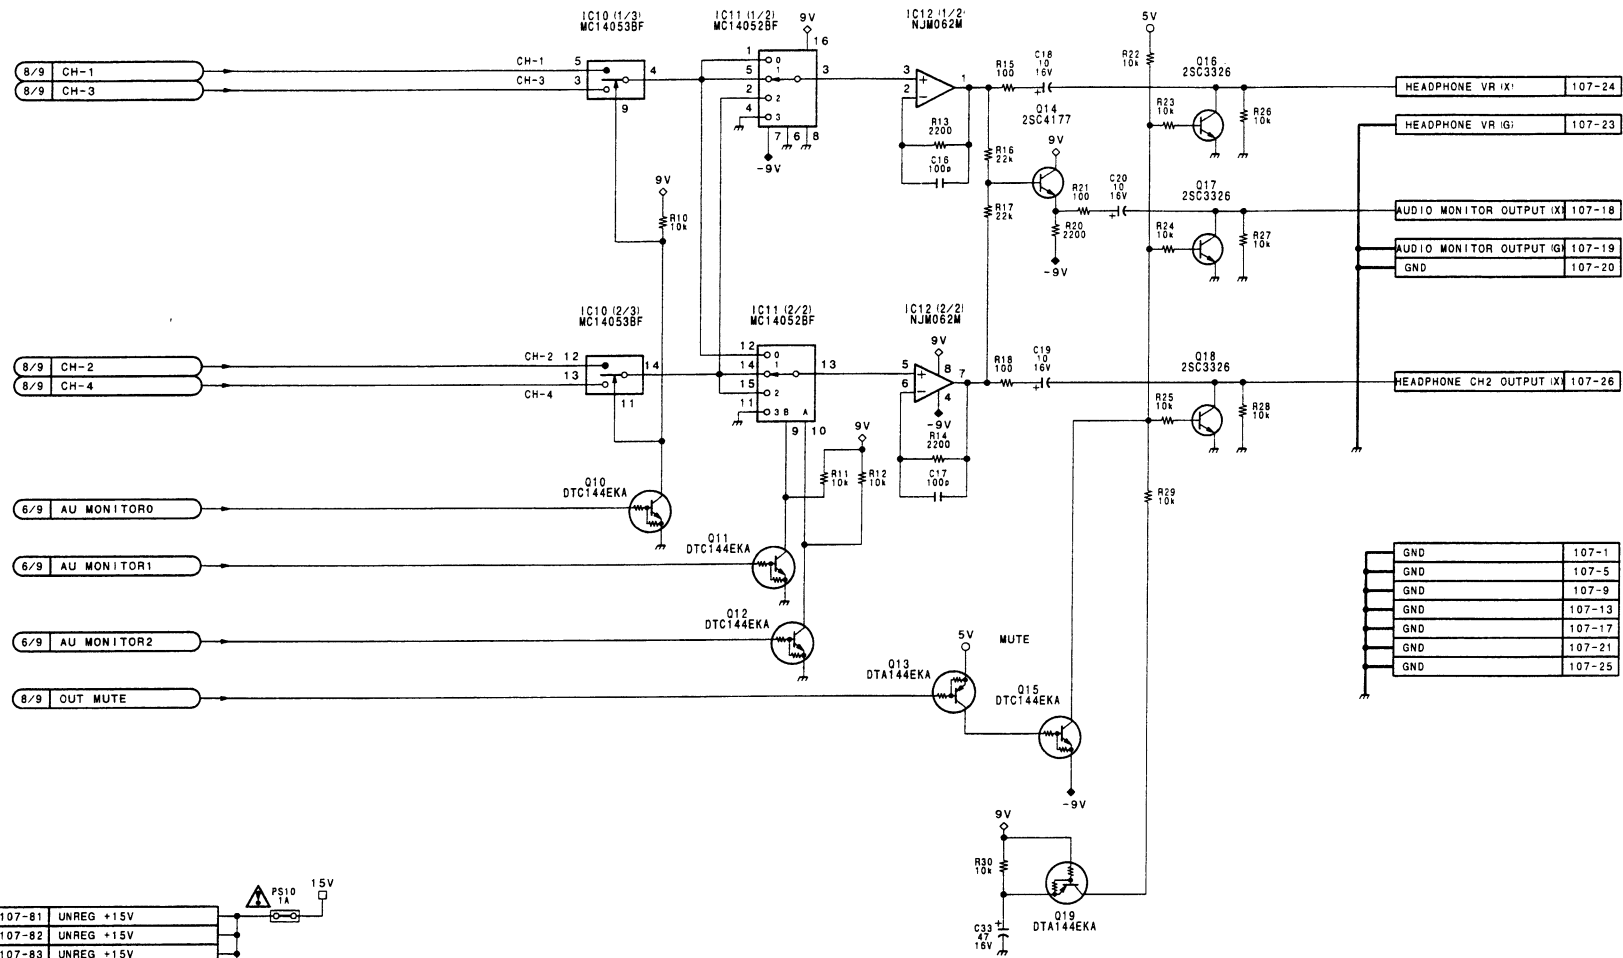 IC10 (1/3)
MC14053BF
IC11 (1/2)
MC14052BF
9V
16
IC12 (1/2)
NJM062M
5V
8/9 CH-1
8/9 CH-3
CH-1 5
CH-3 3
4
9
1
5
2
4
0
1
2
3
3
7 6 8
-9V
3
2
1
+
-
R13
2200
C16
100p
R15
100
C18
10
16V
+
Q14
2SC4177
9V
R16
22k
R17
22k
R21
100
C20
10
16V
+
R20
2200
-9V
R22
10k
Q16
2SC3326
R23
10k
R26
10k
Q17
2SC3326
R24
10k
R27
10k
HEADPHONE VR (X) 107-24
HEADPHONE VR (G) 107-23
AUDIO MONITOR OUTPUT (X) 107-18
AUDIO MONITOR OUTPUT (G) 107-19
GND 107-20
9V
R10
10k
IC10 (2/3)
MC14053BF
IC11 (2/2)
MC14052BF
IC12 (2/2)
NJM062M
8/9 CH-2
8/9 CH-4
CH-2 12
13
CH-4
14
11
12
14
15
11
0
1
2
3 B A
13
9 10
9V
5
6
8
7
4
+
-
-9V
R14
2200
C17
100p
R18
100
C19
10
16V
+
Q18
2SC3326
R25
10k
R28
10k
HEADPHONE CH2 OUTPUT (X) 107-26
9V
R11
10k
R12
10k
R29
10k
6/9 AU MONITOR0
Q10
DTC144EKA
6/9 AU MONITOR1
Q11
DTC144EKA
6/9 AU MONITOR2
Q12
DTC144EKA
8/9 OUT MUTE
5V
MUTE
Q13
DTA144EKA
Q15
DTC144EKA
-9V
GND 107-1
GND 107-5
GND 107-9
GND 107-13
GND 107-17
GND 107-21
GND 107-25
9V
R30
10k
Q19
DTA144EKA
C33
47
16V
+
PS10
1A
15V
107-81 UNREG +15V
107-82 UNREG +15V
107-83 UNREG +15V